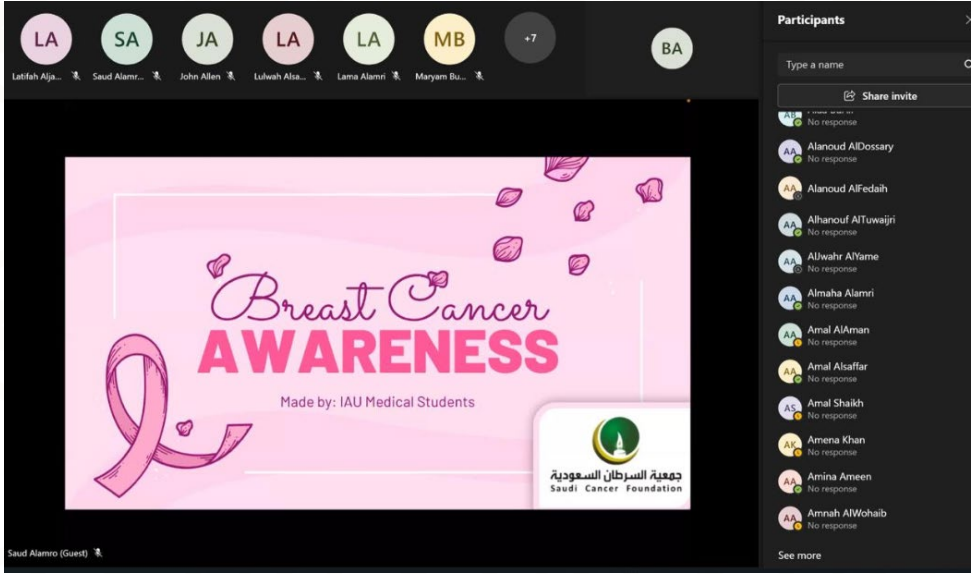 LA
SA
JA
LA
LA
MB
+7
BA
Latifah Alja...
Saud Alamr...
John Allen
Lulwah Alsa...
Lama Alamri
Maryam Bu...
Breast Cancer
AWARENESS
Made by: IAU Medical Students
جمعية السرطان السعودية
Saudi Cancer Foundation
Saud Alamro (Guest)
Participants
Type a name
Share invite
AB
No response
AA
Alanoud AlDossary
No response
AA
Alanoud AlFedaih
AA
Alhanouf AlTuwaijri
No response
AA
AlJwahr AlYame
No response
AA
Almaha Alamri
No response
AA
Amal AlAman
No response
AA
Amal Alsaffar
No response
AS
Amal Shaikh
No response
AK
Amena Khan
No response
AA
Amina Ameen
No response
AA
Amnah AlWohaib
No response
See more